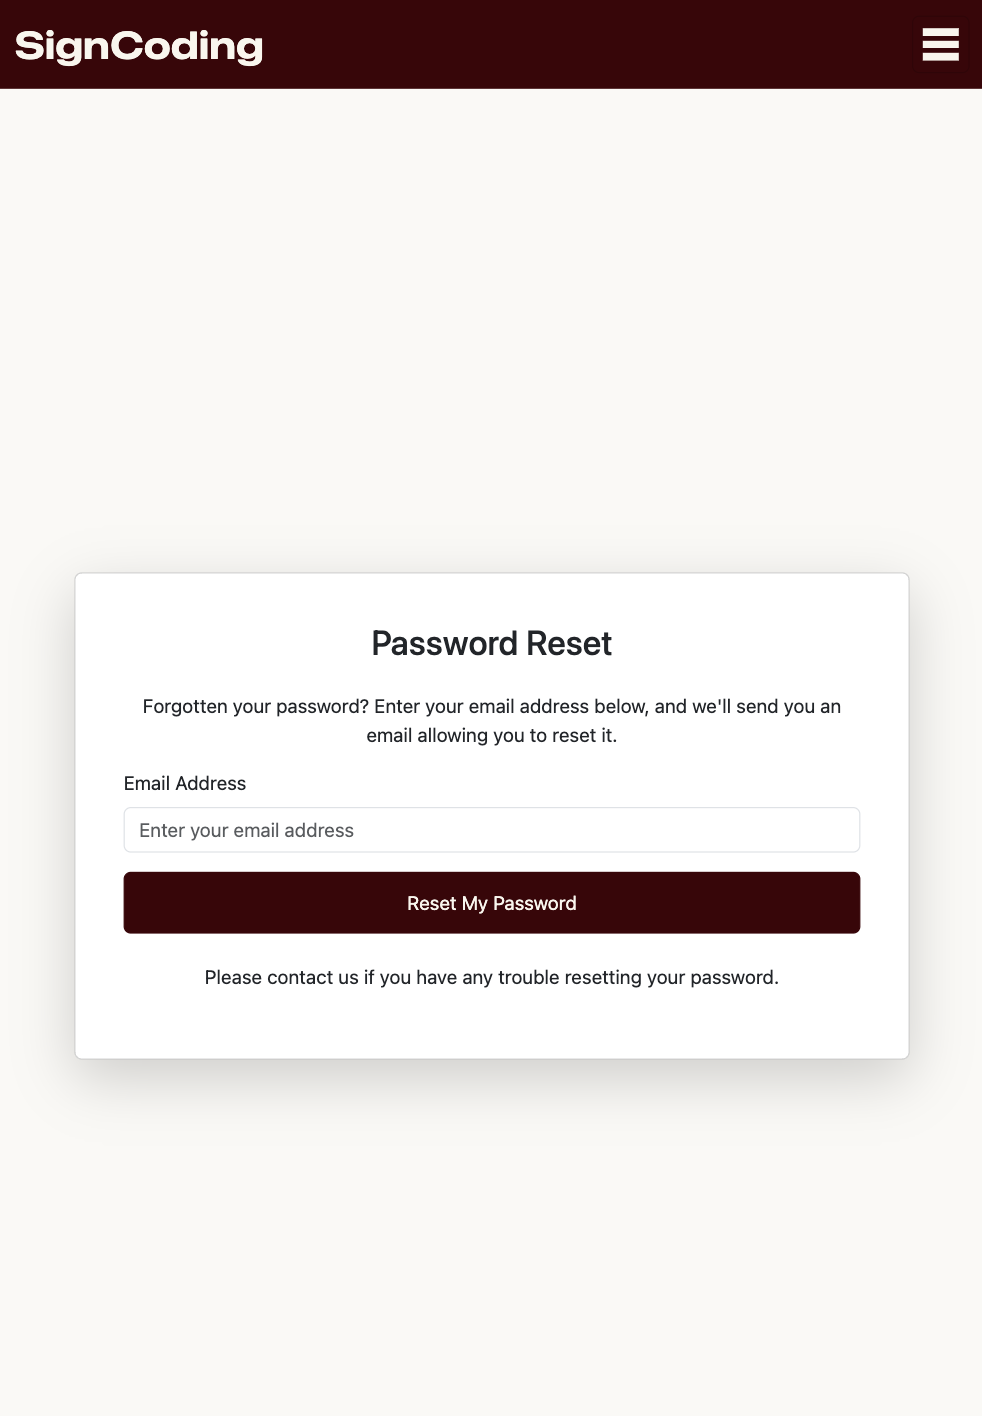 SignCoding
Password Reset
Forgotten your password? Enter your email address below, and we'll send you an
email allowing you to reset it.
Email Address
Enter your email address
Reset My Password
Please contact us if you have any trouble resetting your password.